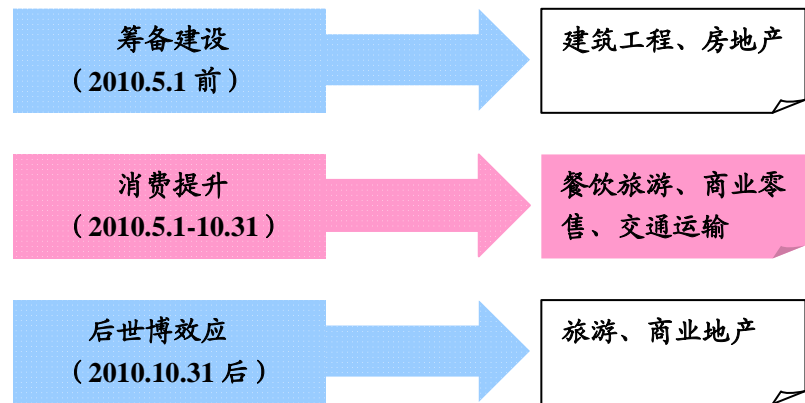 筹备建设
（2010.5.1 前）
建筑工程、房地产
消费提升
（2010.5.1-10.31）
餐饮旅游、商业零
售、交通运输
后世博效应
（2010.10.31 后）
旅游、商业地产